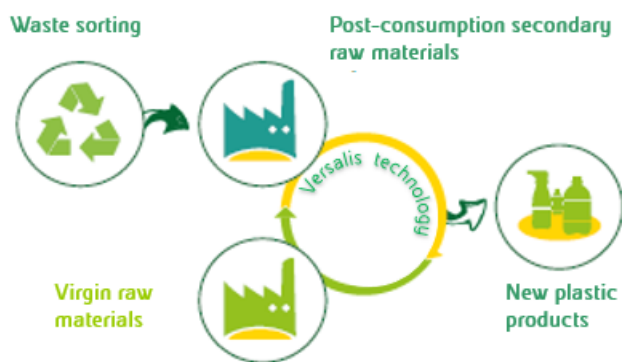 Waste sorting
Post-consumption secondary
raw materials
Versalis technology
Virgin raw
materials
New plastic
products